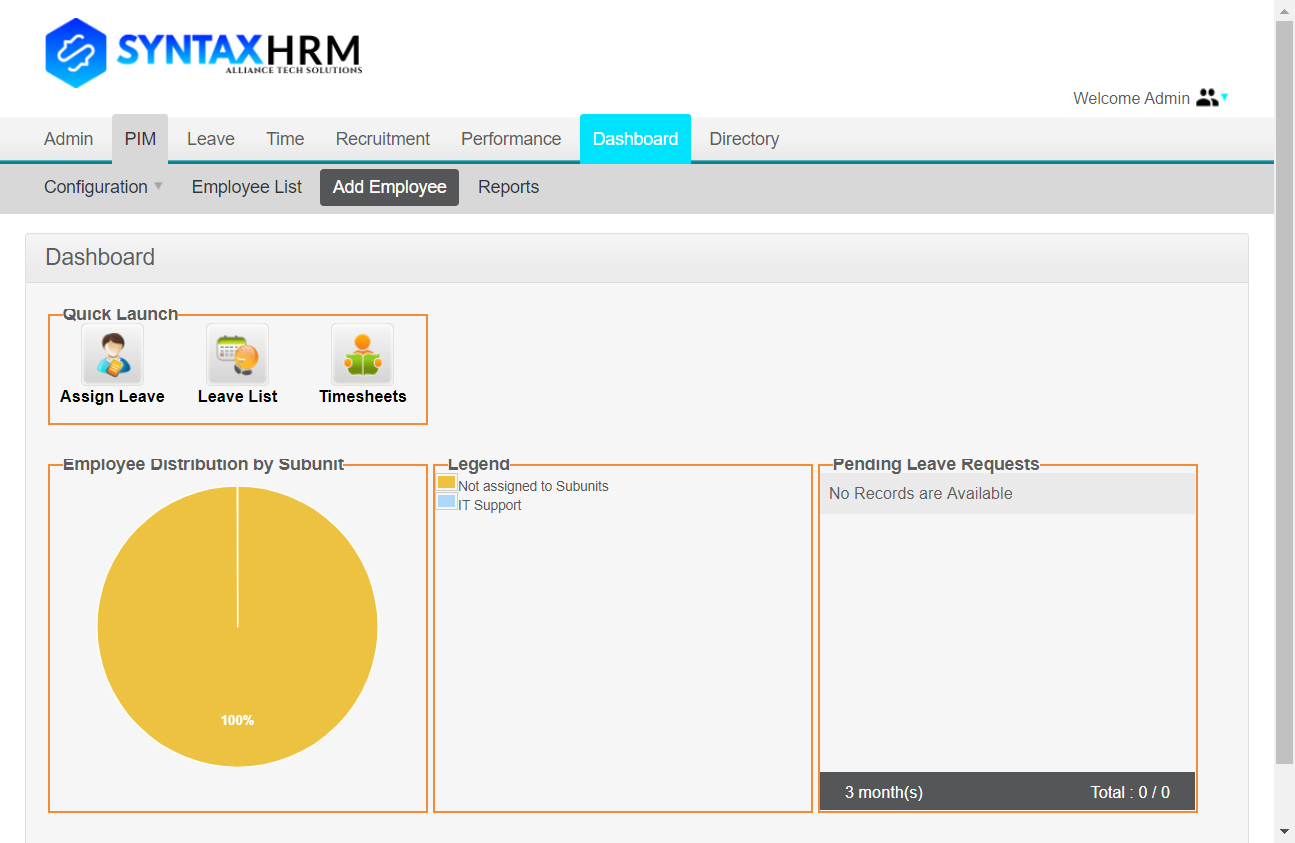 SYNTAXHRM
ALLIANCE TECH SOLUTIONS
Welcome Admin
Admin PIM Leave Time Recruitment Performance Dashboard Directory
Configuration Employee List Add Employee Reports
Dashboard
Quick Launch
Assign Leave Leave List Timesheets
Employee Distribution by Subunit
100%
Legend
Not assigned to Subunits
IT Support
Pending Leave Requests
No Records are Available
3 month(s) Total : 0 / 0